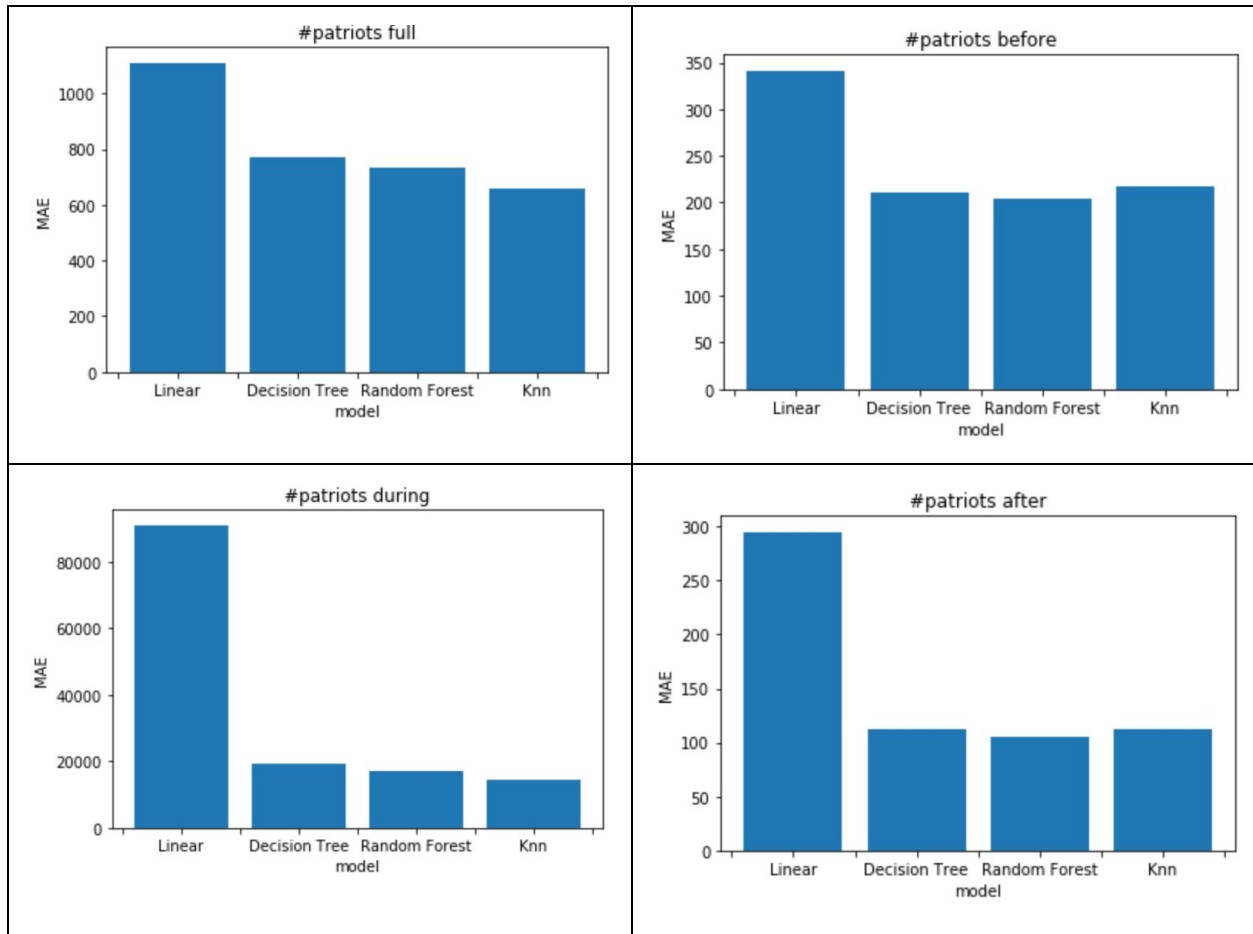 #patriots full
1000
800
600
400
200
0
MAE
Linear Decision Tree Random Forest Knn
model
#patriots before
350
300
250
200
150
100
50
0
MAE
Linear Decision Tree Random Forest Knn
model
#patriots during
80000
60000
40000
20000
0
MAE
Linear Decision Tree Random Forest Knn
model
#patriots after
300
250
200
150
100
50
0
MAE
Linear Decision Tree Random Forest Knn
model